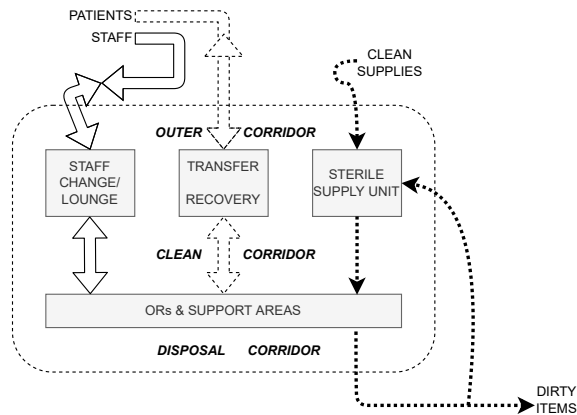 PATIENTS
STAFF
CLEAN
SUPPLIES
OUTER CORRIDOR
STAFF
CHANGE/
LOUNGE
TRANSFER
RECOVERY
STERILE
SUPPLY UNIT
CLEAN CORRIDOR
ORs & SUPPORT AREAS
DISPOSAL CORRIDOR
DIRTY
ITEMS